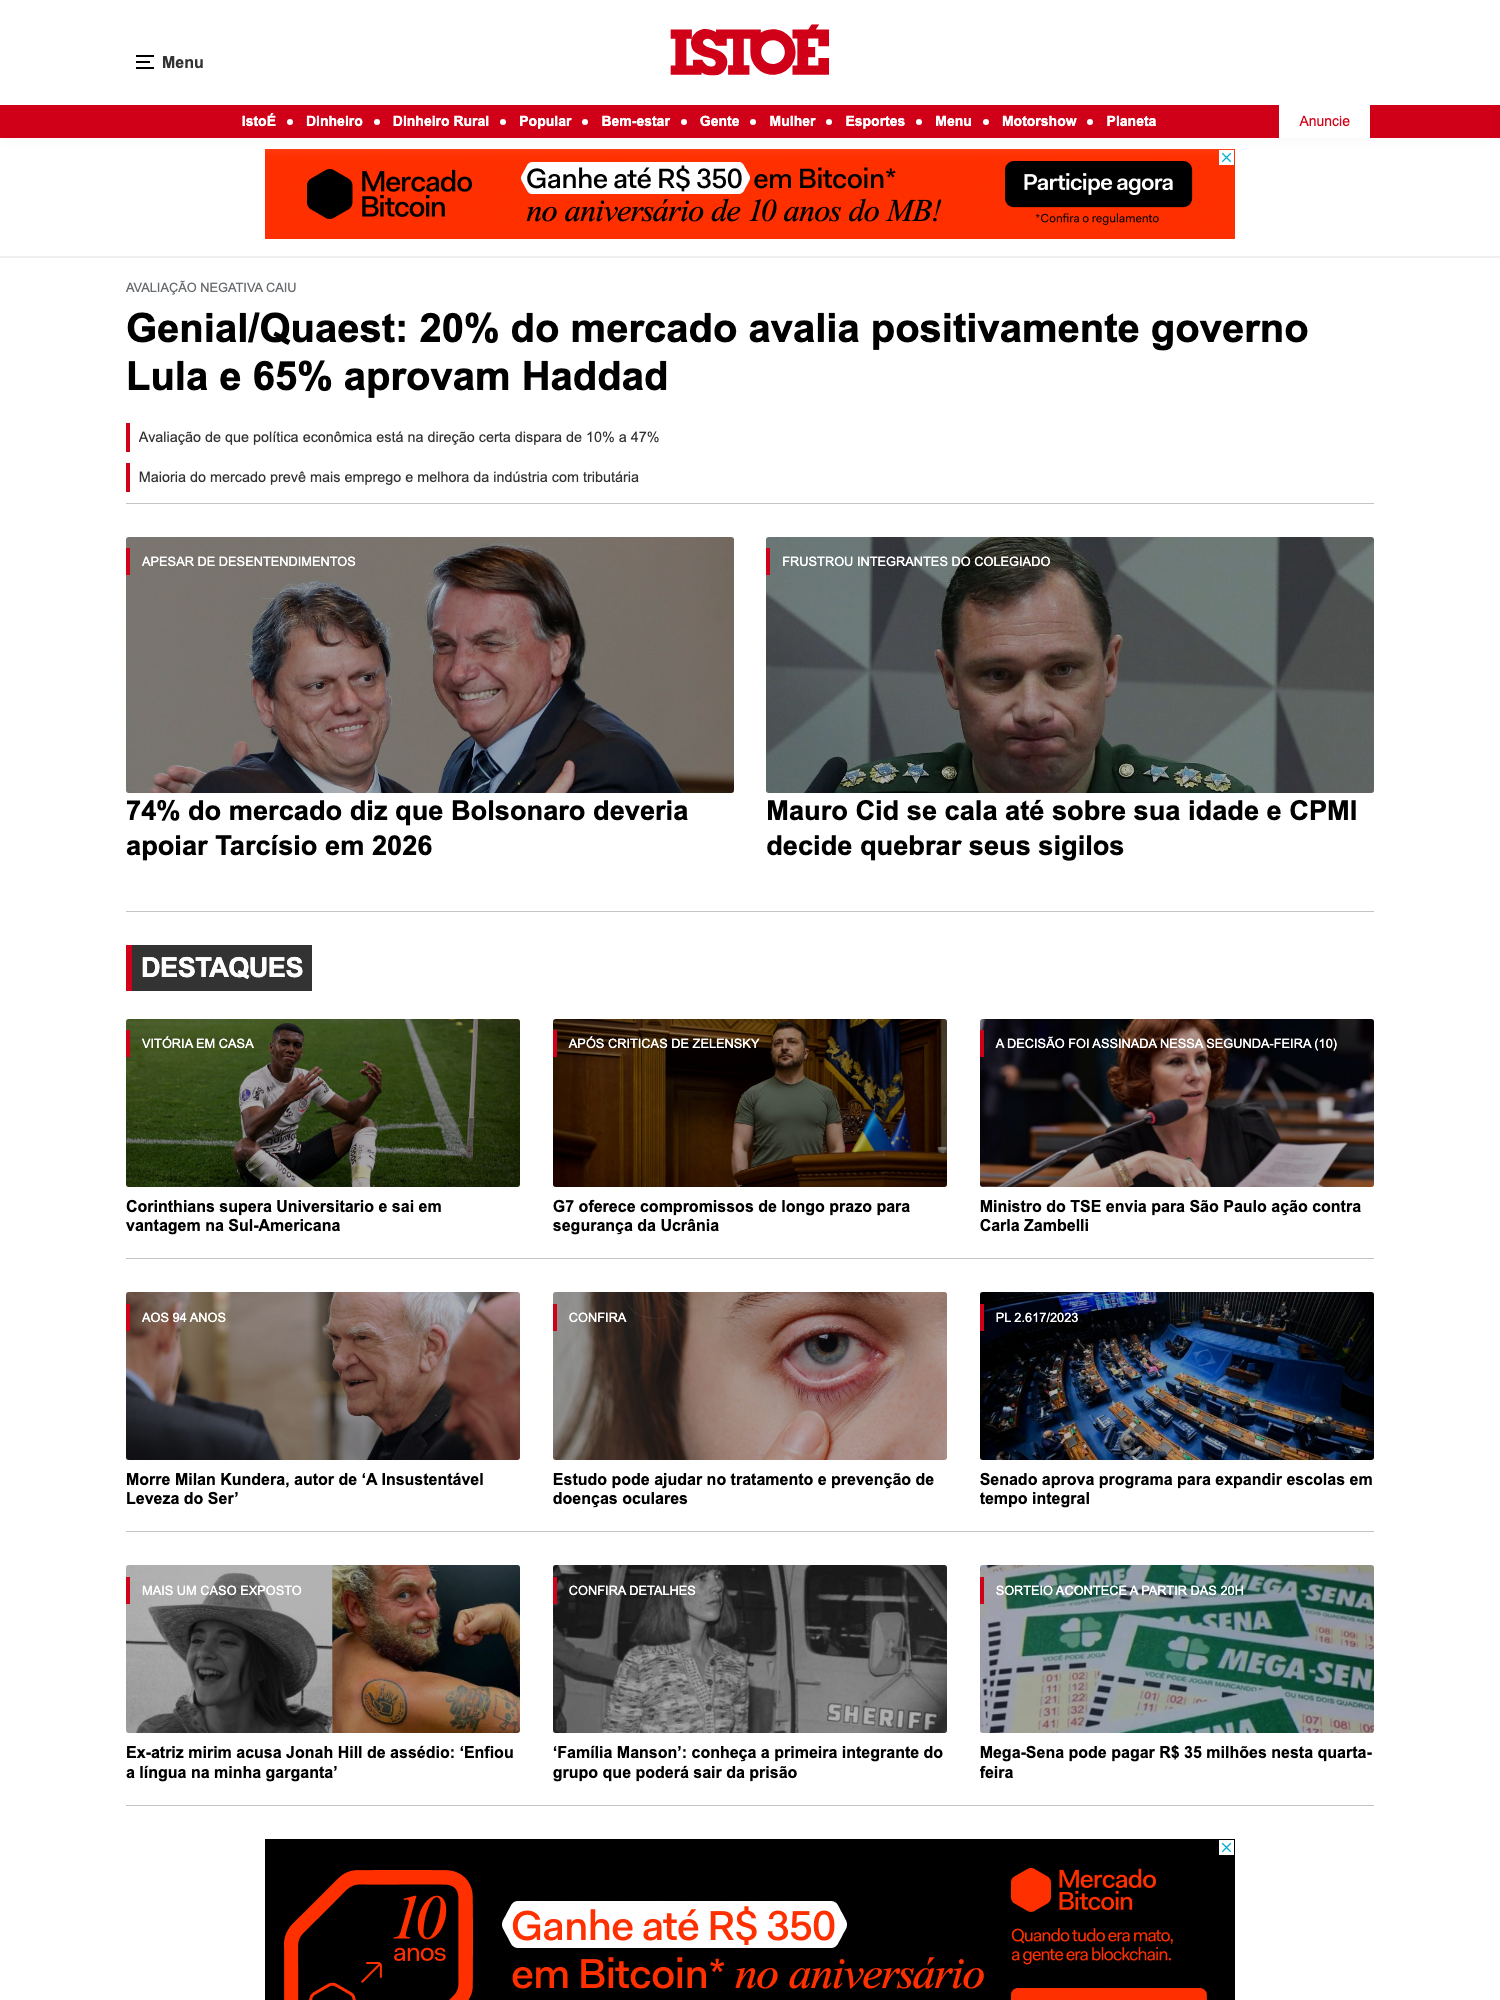 Menu
ISTOÉ
IstoÉ • Dinheiro • Dinheiro Rural • Popular • Bem-estar • Gente • Mulher • Esportes • Menu • Motorshow • Planeta
Anuncie
Mercado
Bitcoin
Ganhe até R$ 350 em Bitcoin*
no aniversário de 10 anos do MB!
Participe agora
*Confira o regulamento
AVALIAÇÃO NEGATIVA CAIU
Genial/Quaest: 20% do mercado avalia positivamente governo
Lula e 65% aprovam Haddad
Avaliação de que política econômica está na direção certa dispara de 10% a 47%
Maioria do mercado prevê mais emprego e melhora da indústria com tributária
APESAR DE DESENTENDIMENTOS
74% do mercado diz que Bolsonaro deveria
apoiar Tarcísio em 2026
FRUSTROU INTEGRANTES DO COLEGIADO
Mauro Cid se cala até sobre sua idade e CPMI
decide quebrar seus sigilos
DESTAQUES
VITÓRIA EM CASA
Corinthians supera Universitario e sai em
vantagem na Sul-Americana
APÓS CRITICAS DE ZELENSKY
G7 oferece compromissos de longo prazo para
segurança da Ucrânia
A DECISÃO FOI ASSINADA NESSA SEGUNDA-FEIRA (10)
Ministro do TSE envia para São Paulo ação contra
Carla Zambelli
AOS 94 ANOS
Morre Milan Kundera, autor de ‘A Insustentável
Leveza do Ser’
CONFIRA
Estudo pode ajudar no tratamento e prevenção de
doenças oculares
PL 2.617/2023
Senado aprova programa para expandir escolas em
tempo integral
MAIS UM CASO EXPOSTO
Ex-atriz mirim acusa Jonah Hill de assédio: ‘Enfiou
a língua na minha garganta’
CONFIRA DETALHES
SHERIFF
‘Família Manson’: conheça a primeira integrante do
grupo que poderá sair da prisão
SORTEIO ACONTECE A PARTIR DAS 20H
MEGA-SENA
Mega-Sena pode pagar R$ 35 milhões nesta quarta-
feira
10
anos
Ganhe até R$ 350
em Bitcoin* no aniversário
Mercado
Bitcoin
Quando tudo era mato,
a gente era blockchain.